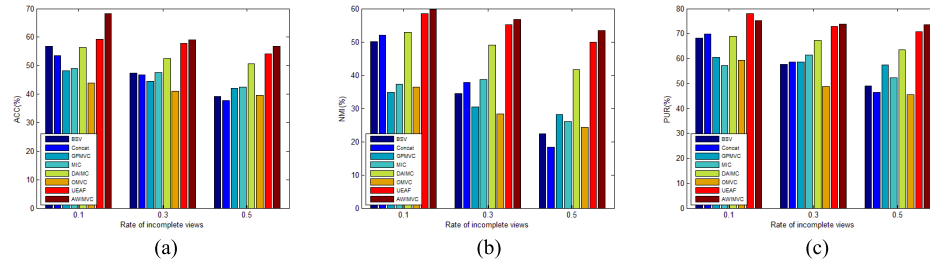 70
60
50
40
30
20
10
0
ACC(%)
BSV
Concat
GPMVC
MIC
DAIMC
OMVC
UEAF
AWIMVC
0.1
0.3
0.5
Rate of incomplete views
(a)
60
50
40
30
20
10
0
NMI(%)
BSV
Concat
GPMVC
MIC
DAIMC
OMVC
UEAF
AWIMVC
0.1
0.3
0.5
Rate of incomplete views
(b)
80
70
60
50
40
30
20
10
0
PUR(%)
BSV
Concat
GPMVC
MIC
DAIMC
OMVC
UEAF
AWIMVC
0.1
0.3
0.5
Rate of incomplete views
(c)